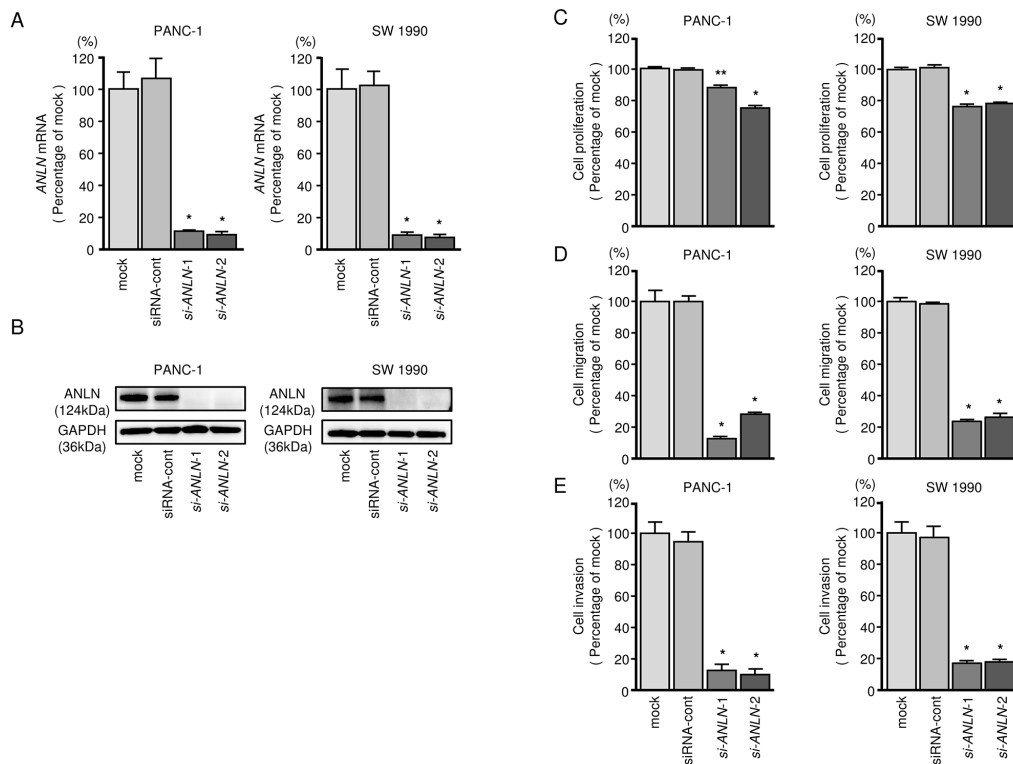 A
PANC-1
SW 1990
(%)
(%)
ANLN mRNA
( Percentage of mock )
120
100
80
60
40
20
0
* *
mock
siRNA-cont
si-ANLN-1
si-ANLN-2
ANLN mRNA
( Percentage of mock )
120
100
80
60
40
20
0
* *
mock
siRNA-cont
si-ANLN-1
si-ANLN-2
B
PANC-1
SW 1990
ANLN
(124kDa)
GAPDH
(36kDa)
mock
siRNA-cont
si-ANLN-1
si-ANLN-2
ANLN
(124kDa)
GAPDH
(36kDa)
mock
siRNA-cont
si-ANLN-1
si-ANLN-2
C
(%)
PANC-1
(%)
SW 1990
Cell proliferation
( Percentage of mock )
120
100
80
60
40
20
0
** *
Cell proliferation
( Percentage of mock )
120
100
80
60
40
20
0
* *
D
(%)
PANC-1
(%)
SW 1990
Cell migration
( Percentage of mock )
120
100
80
60
40
20
0
* *
Cell migration
( Percentage of mock )
120
100
80
60
40
20
0
* *
E
(%)
PANC-1
(%)
SW 1990
Cell invasion
( Percentage of mock )
120
100
80
60
40
20
0
* *
mock
siRNA-cont
si-ANLN-1
si-ANLN-2
Cell invasion
( Percentage of mock )
120
100
80
60
40
20
0
* *
mock
siRNA-cont
si-ANLN-1
si-ANLN-2